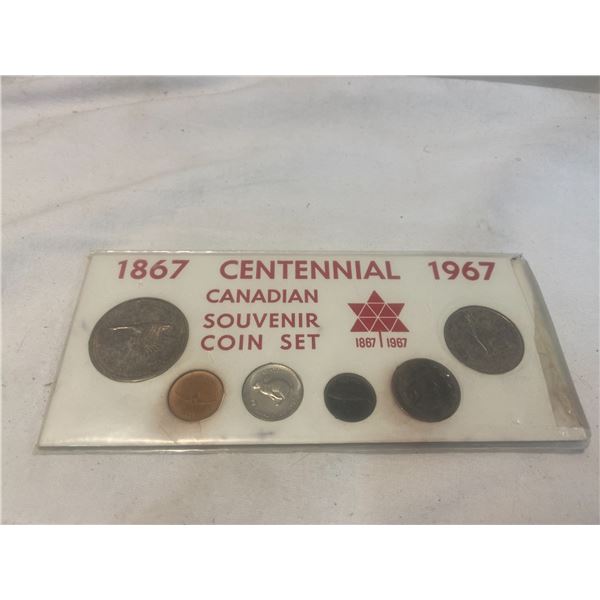 1867 CENTENNIAL 1967
CANADIAN
SOUVENIR
COIN SET
1867 1967